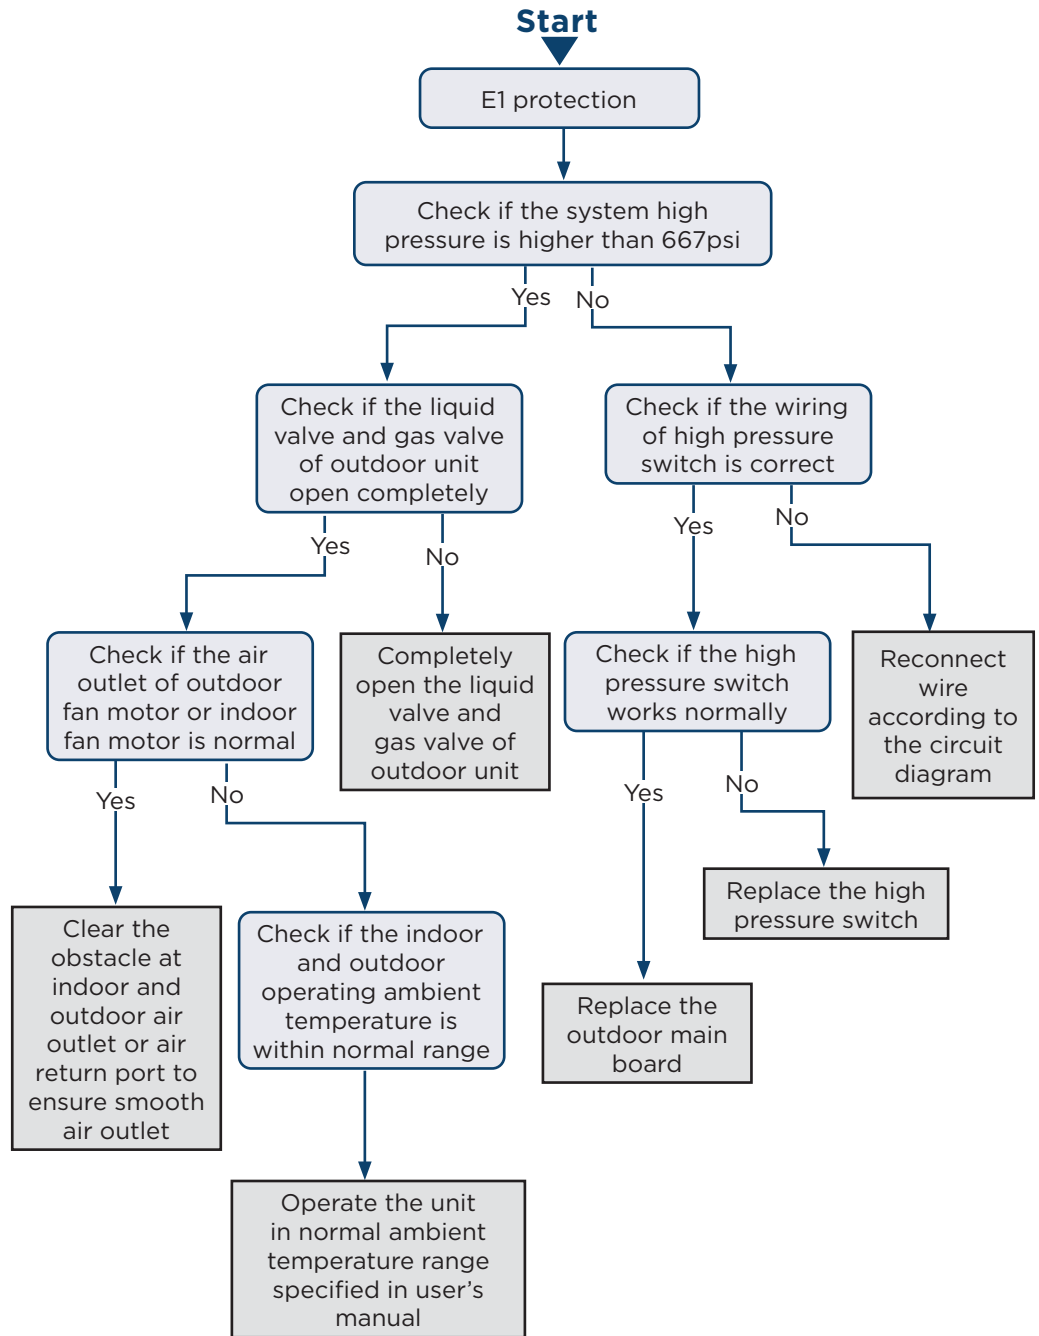 Start
E1 protection
Check if the system high
pressure is higher than 667psi
Yes
No
Check if the liquid
valve and gas valve
of outdoor unit
open completely
Check if the wiring
of high pressure
switch is correct
Yes
No
Yes
No
Check if the air
outlet of outdoor
fan motor or indoor
fan motor is normal
Completely
open the liquid
valve and
gas valve of
outdoor unit
Check if the high
pressure switch
works normally
Reconnect
wire
according to
the circuit
diagram
Yes
No
Yes
No
Clear the
obstacle at
indoor and
outdoor air
outlet or air
return port to
ensure smooth
air outlet
Check if the indoor
and outdoor
operating ambient
temperature is
within normal range
Replace the high
pressure switch
Replace the
outdoor main
board
Operate the unit
in normal ambient
temperature range
specified in user's
manual